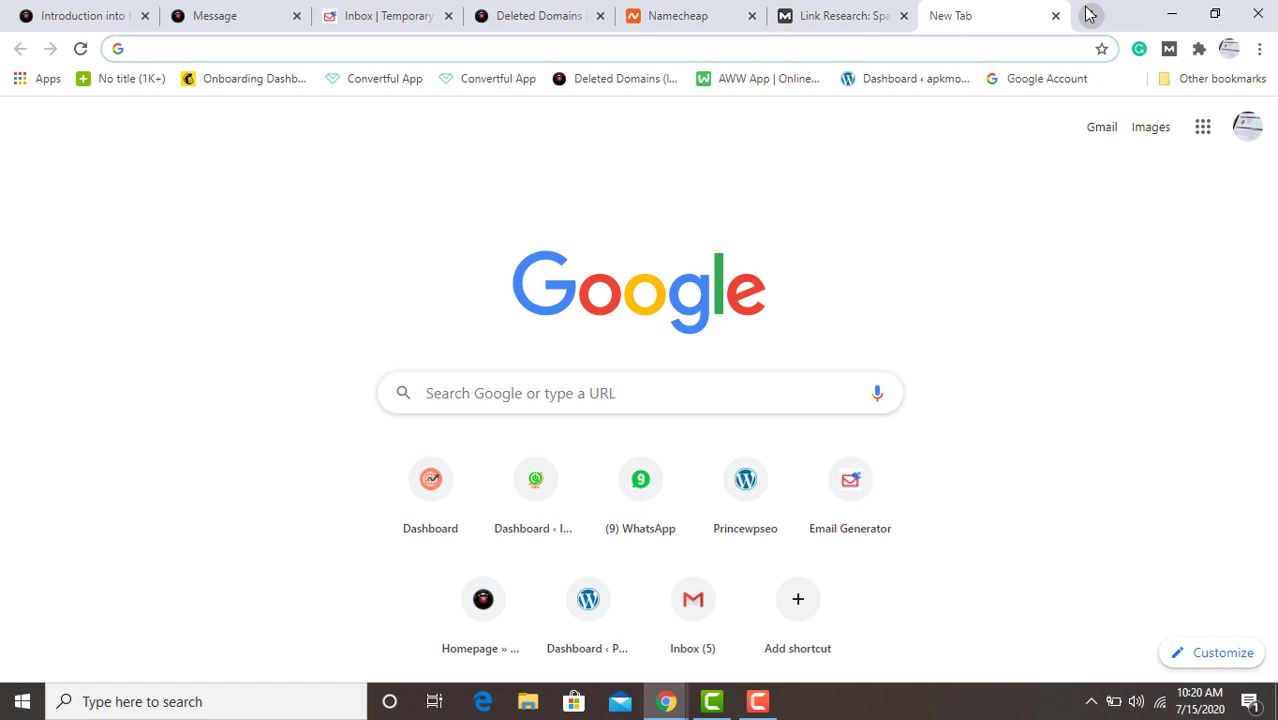 Introduction into t
Message
Inbox | Temporary
Deleted Domains
Namecheap
Link Research: Spa
New Tab
Apps
No title (1K+)
Onboarding Dashb...
Convertful App
Convertful App
Deleted Domains (I...
AWW App | Online...
Dashboard ‹ apkmo...
Google Account
Other bookmarks
Gmail
Images
Google
Search Google or type a URL
9
Dashboard
Dashboard ‹ I...
(9) WhatsApp
Princewpseo
Email Generator
Homepage » ...
Dashboard ‹ P...
Inbox (5)
Add shortcut
Customize
Type here to search
10:20 AM
7/15/2020
1